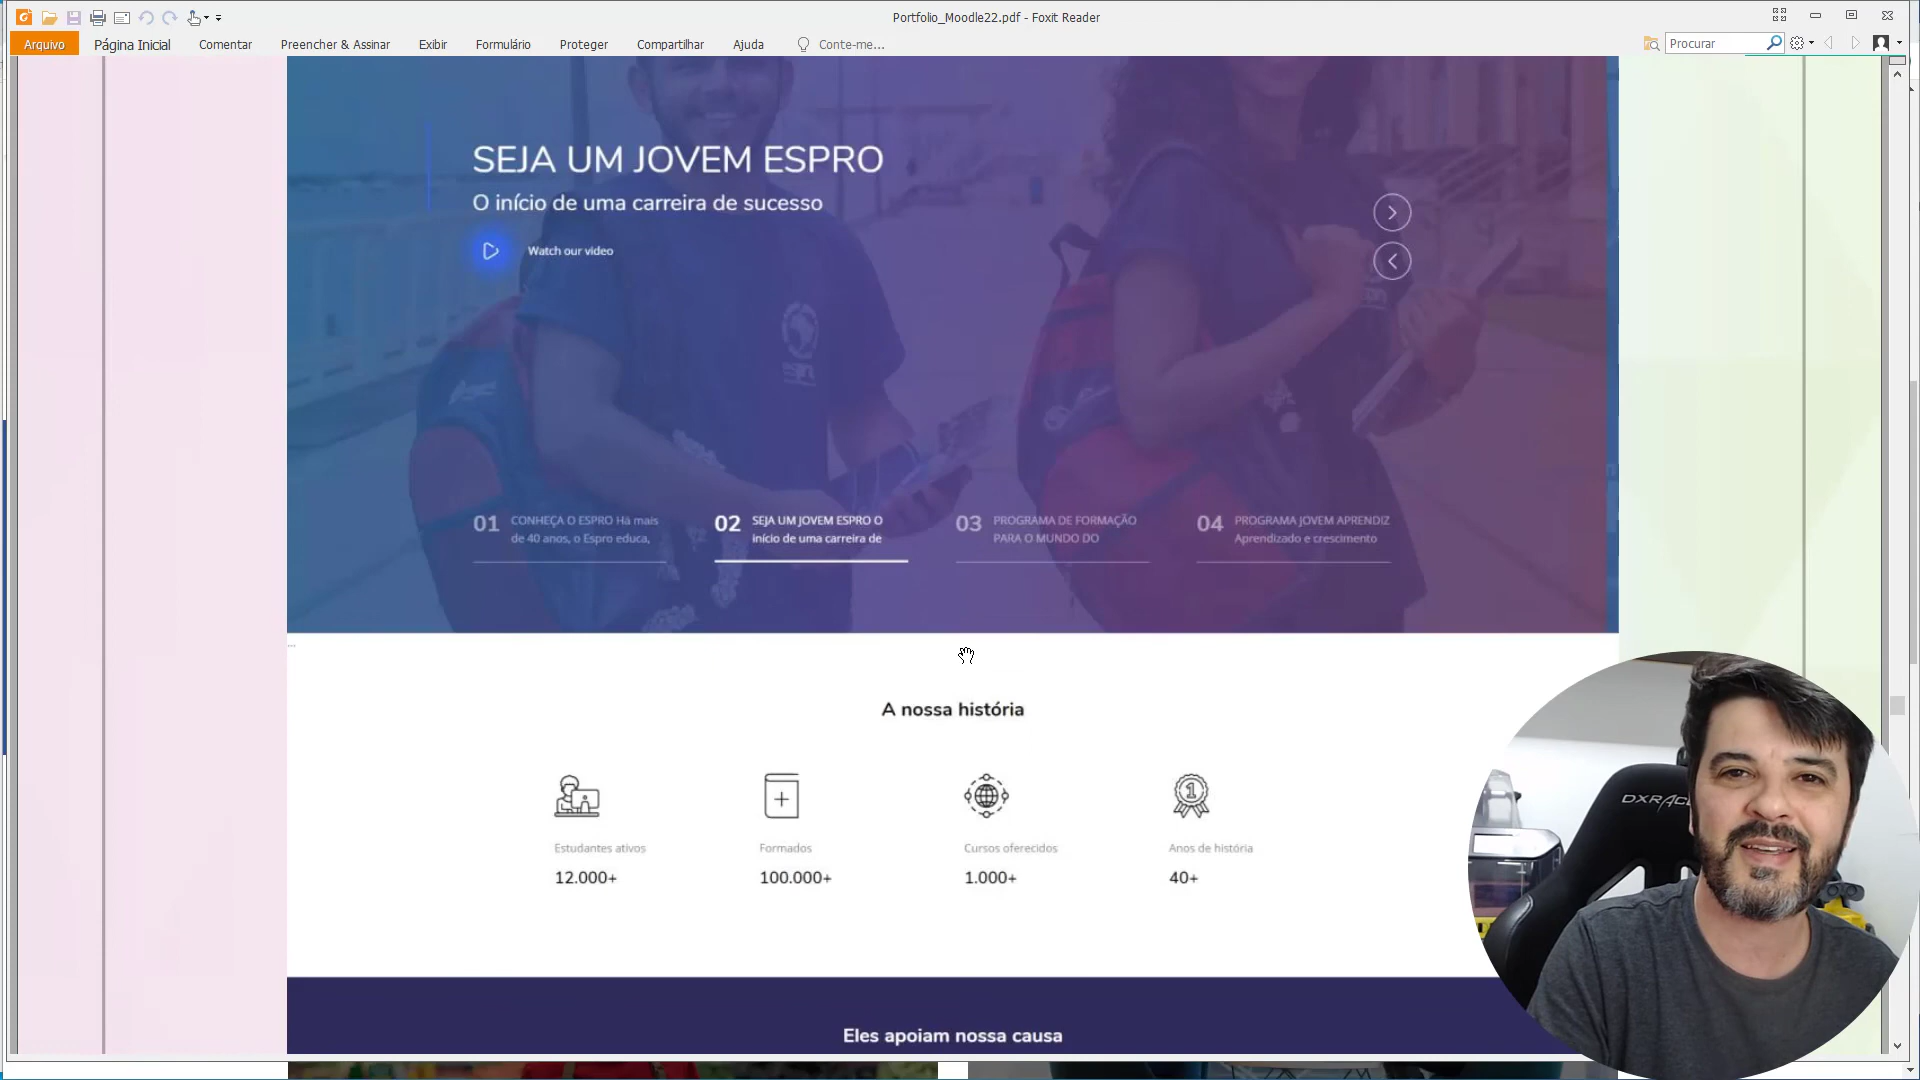 Portfolio_Moodle22.pdf - Foxit Reader
Arquivo Página Inicial Comentar Preencher & Assinar Exibir Formulário Proteger Compartilhar Ajuda Conte-me... Procurar
SEJA UM JOVEM ESPRO
O início de uma carreira de sucesso
Watch our video
01 CONHEÇA O ESPRO Há mais
de 40 anos, o Espro educa,
02 SEJA UM JOVEM ESPRO O
início de uma carreira de
03 PROGRAMA DE FORMAÇÃO
PARA O MUNDO DO
04 PROGRAMA JOVEM APRENDIZ
Aprendizado e crescimento
A nossa história
Estudantes ativos
12.000+
Formados
100.000+
Cursos oferecidos
1.000+
Anos de história
40+
Eles apoiam nossa causa